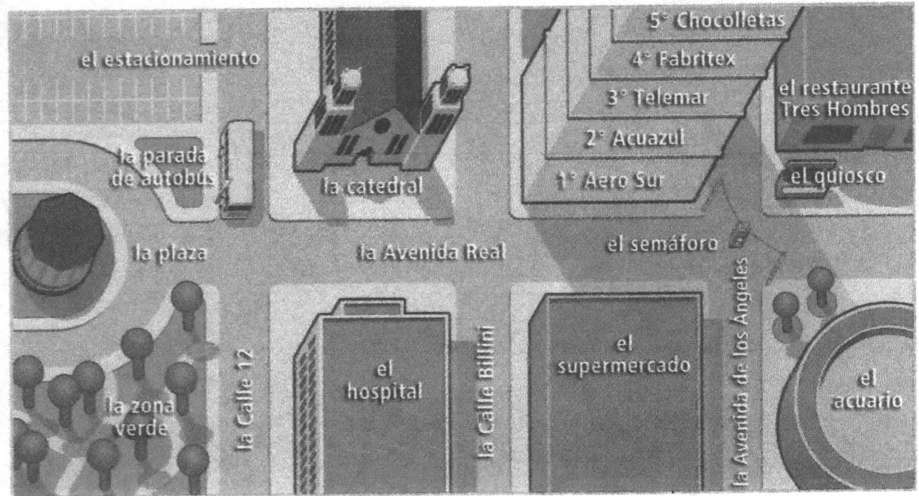 el estacionamiento
la parada
de autobús
la catedral
5° Chocolletas
4° Fabritex
3° Telemar
2° Acuazul
1° Aero Sur
el restaurante
Tres Hombres
el quiosco
la plaza
la Avenida Real
el semáforo
la zona
verde
la Calle 12
el
hospital
la Calle Billini
el
supermercado
la Avenida de los Ángeles
el
acuario